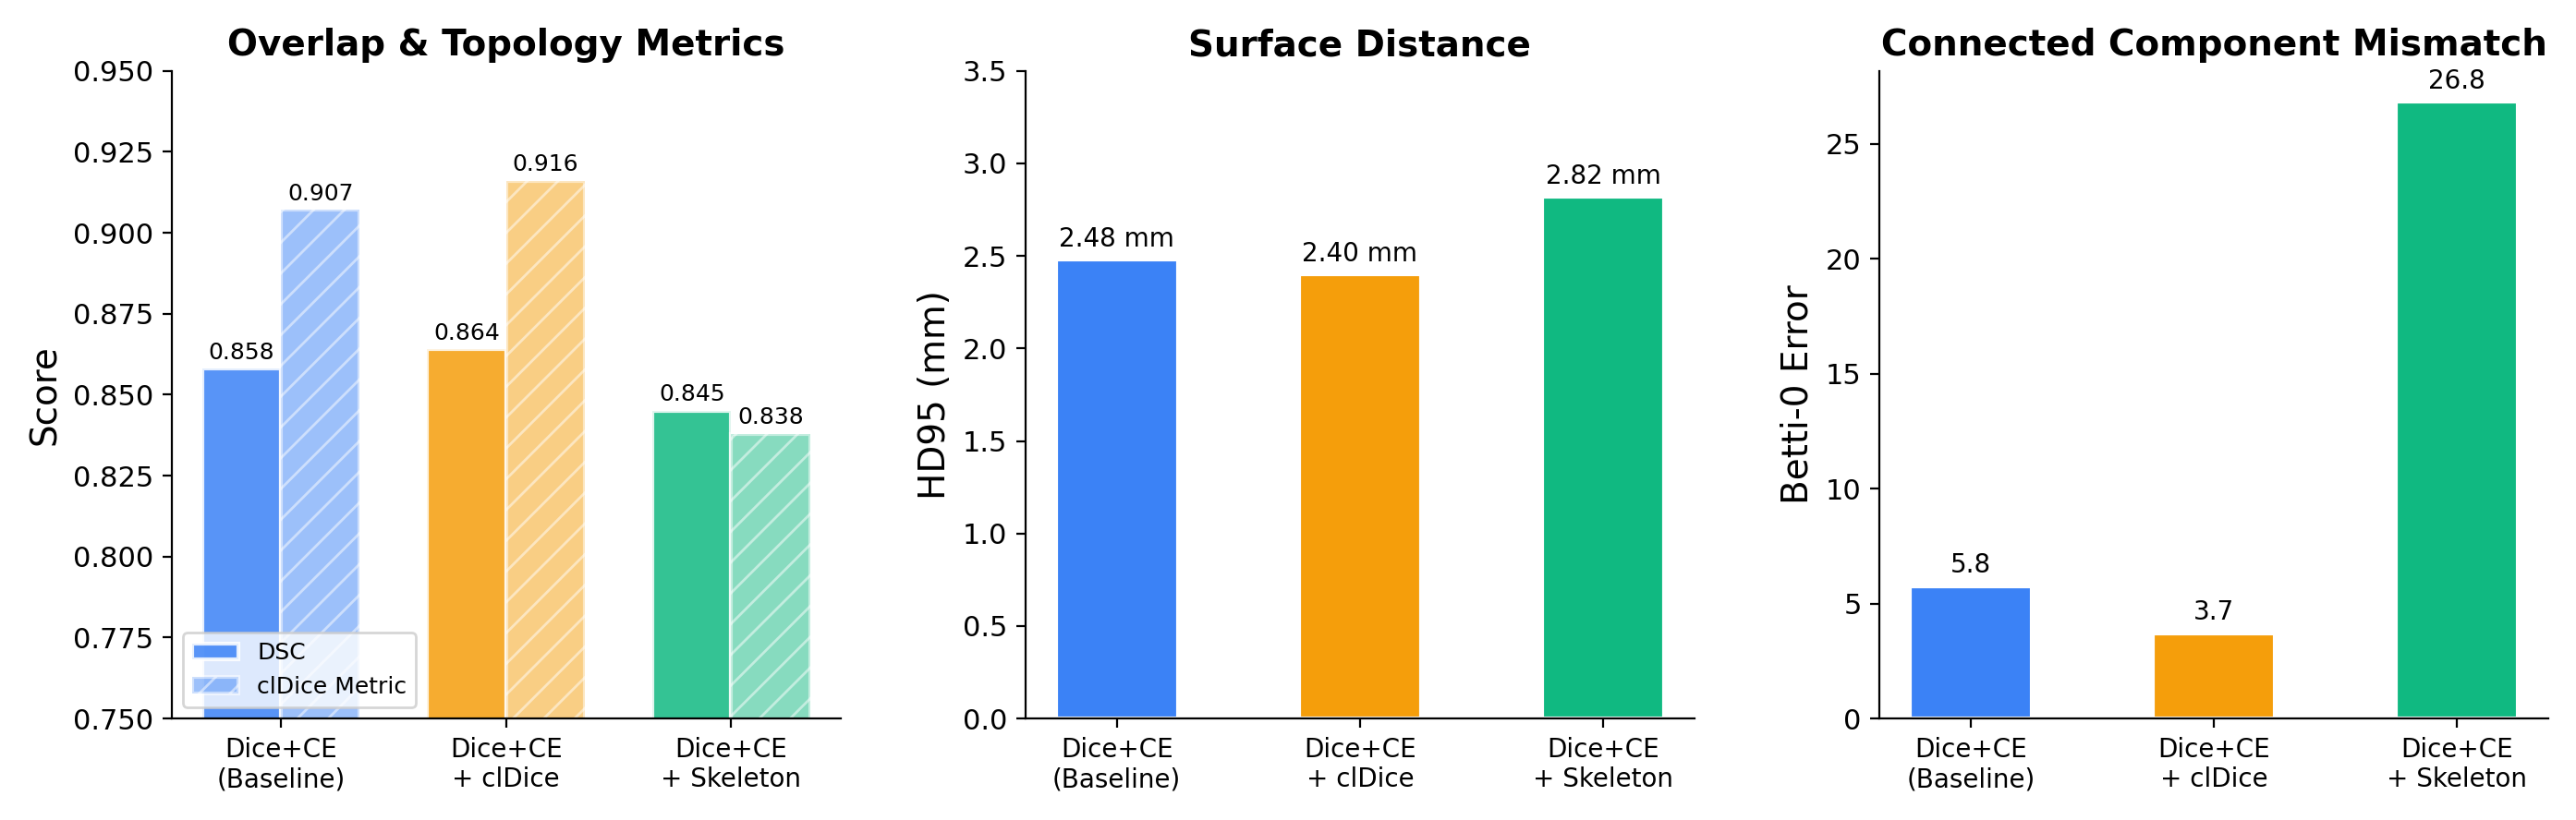 Overlap & Topology Metrics
Score
0.950
0.925
0.900
0.875
0.850
0.825
0.800
0.775
0.750
0.858
0.907
0.864
0.916
0.845
0.838
DSC
clDice Metric
Dice+CE
(Baseline)
Dice+CE
+ clDice
Dice+CE
+ Skeleton
Surface Distance
HD95 (mm)
3.5
3.0
2.5
2.0
1.5
1.0
0.5
0.0
2.48 mm
2.40 mm
2.82 mm
Dice+CE
(Baseline)
Dice+CE
+ clDice
Dice+CE
+ Skeleton
Connected Component Mismatch
Betti-0 Error
25
20
15
10
5
0
5.8
3.7
26.8
Dice+CE
(Baseline)
Dice+CE
+ clDice
Dice+CE
+ Skeleton